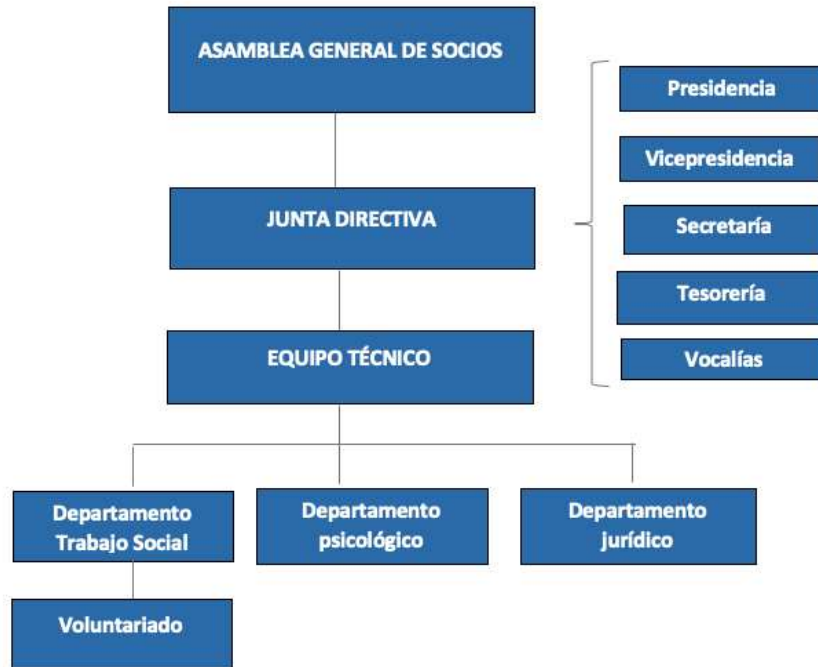 ASAMBLEA GENERAL DE SOCIOS
JUNTA DIRECTIVA
Presidencia
Vicepresidencia
Secretaría
Tesorería
Vocalías
EQUIPO TÉCNICO
Departamento
Trabajo Social
Departamento
psicológico
Departamento
jurídico
Voluntariado